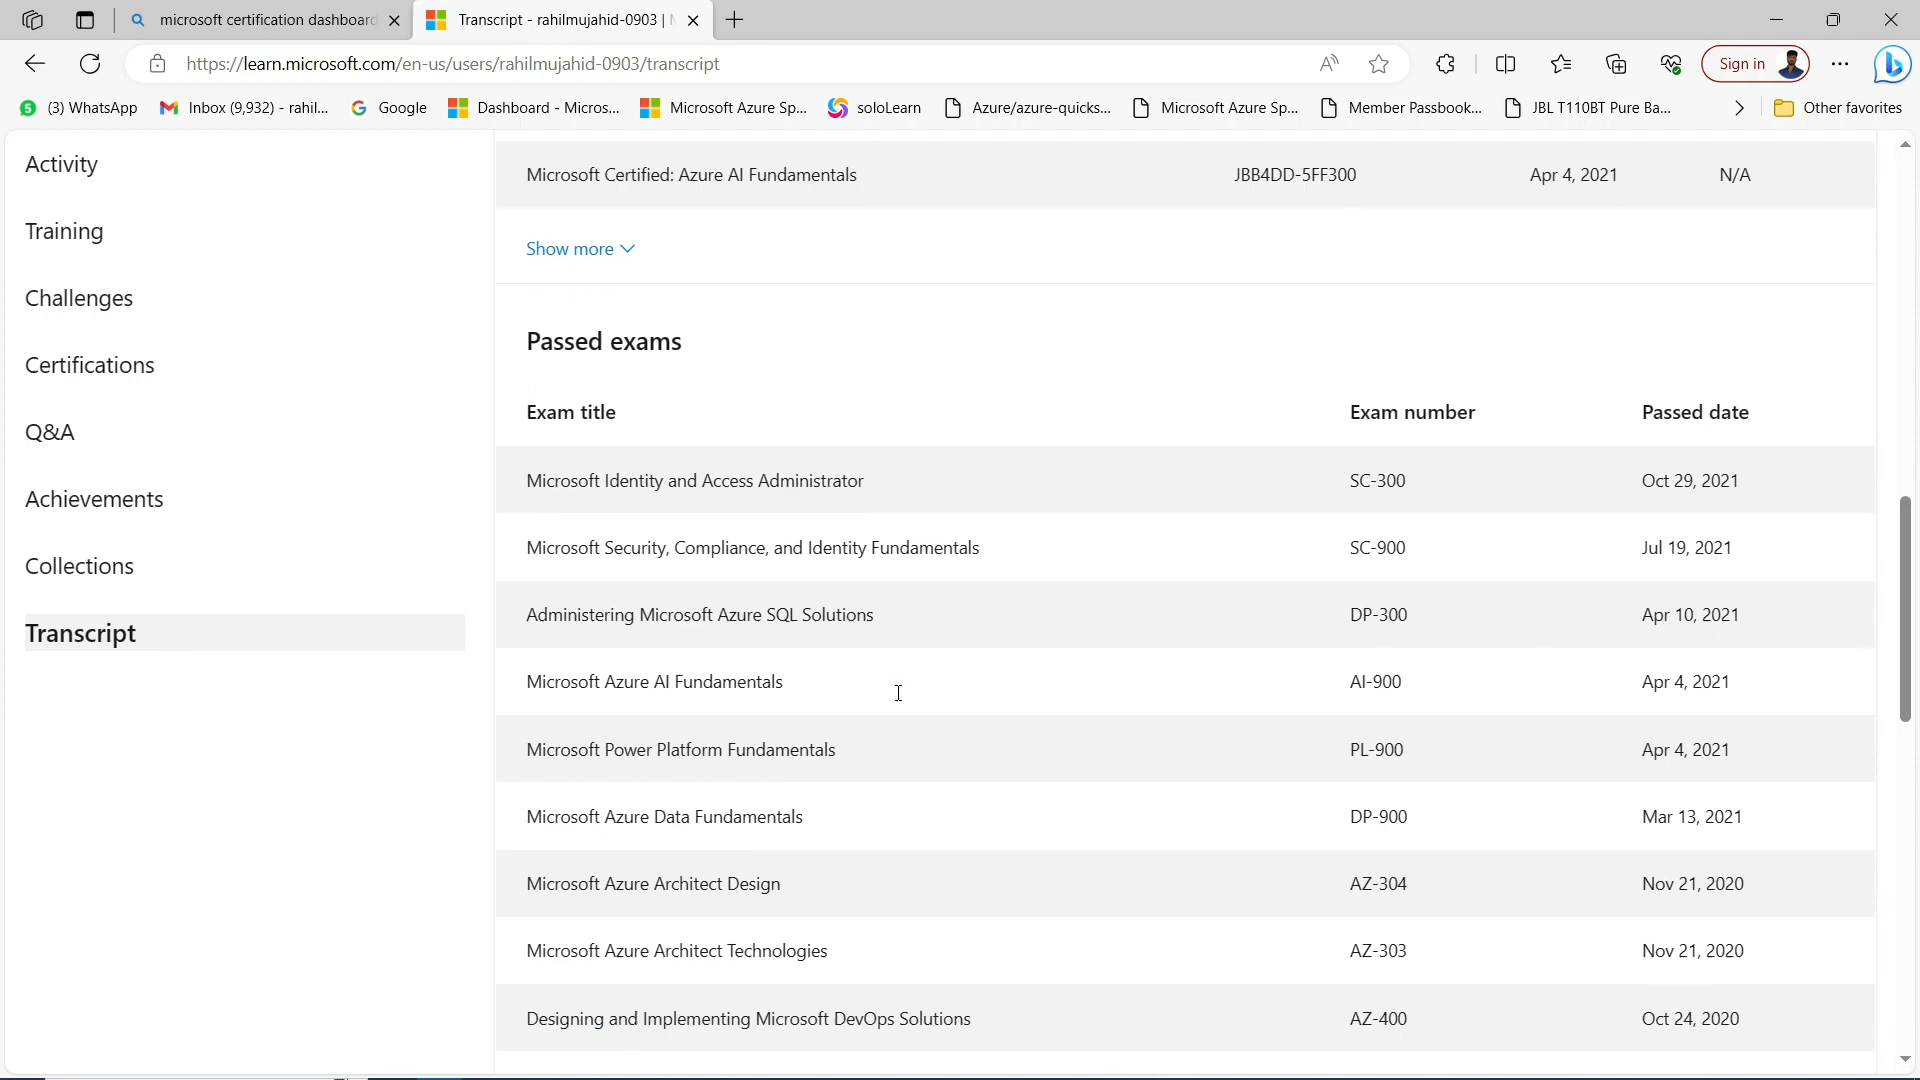 microsoft certification dashboard
Transcript - rahilmujahid-0903 |
https://learn.microsoft.com/en-us/users/rahilmujahid-0903/transcript
Sign in
(3) WhatsApp
Inbox (9,932) - rahil...
Google
Dashboard - Micros...
Microsoft Azure Sp...
soloLearn
Azure/azure-quicks...
Microsoft Azure Sp...
Member Passbook...
JBL T110BT Pure Ba...
Other favorites
Activity
Training
Challenges
Certifications
Q&A
Achievements
Collections
Transcript
Microsoft Certified: Azure AI Fundamentals JBB4DD-5FF300 Apr 4, 2021 N/A
Show more
Passed exams
Exam title Exam number Passed date
Microsoft Identity and Access Administrator SC-300 Oct 29, 2021
Microsoft Security, Compliance, and Identity Fundamentals SC-900 Jul 19, 2021
Administering Microsoft Azure SQL Solutions DP-300 Apr 10, 2021
Microsoft Azure AI Fundamentals AI-900 Apr 4, 2021
Microsoft Power Platform Fundamentals PL-900 Apr 4, 2021
Microsoft Azure Data Fundamentals DP-900 Mar 13, 2021
Microsoft Azure Architect Design AZ-304 Nov 21, 2020
Microsoft Azure Architect Technologies AZ-303 Nov 21, 2020
Designing and Implementing Microsoft DevOps Solutions AZ-400 Oct 24, 2020